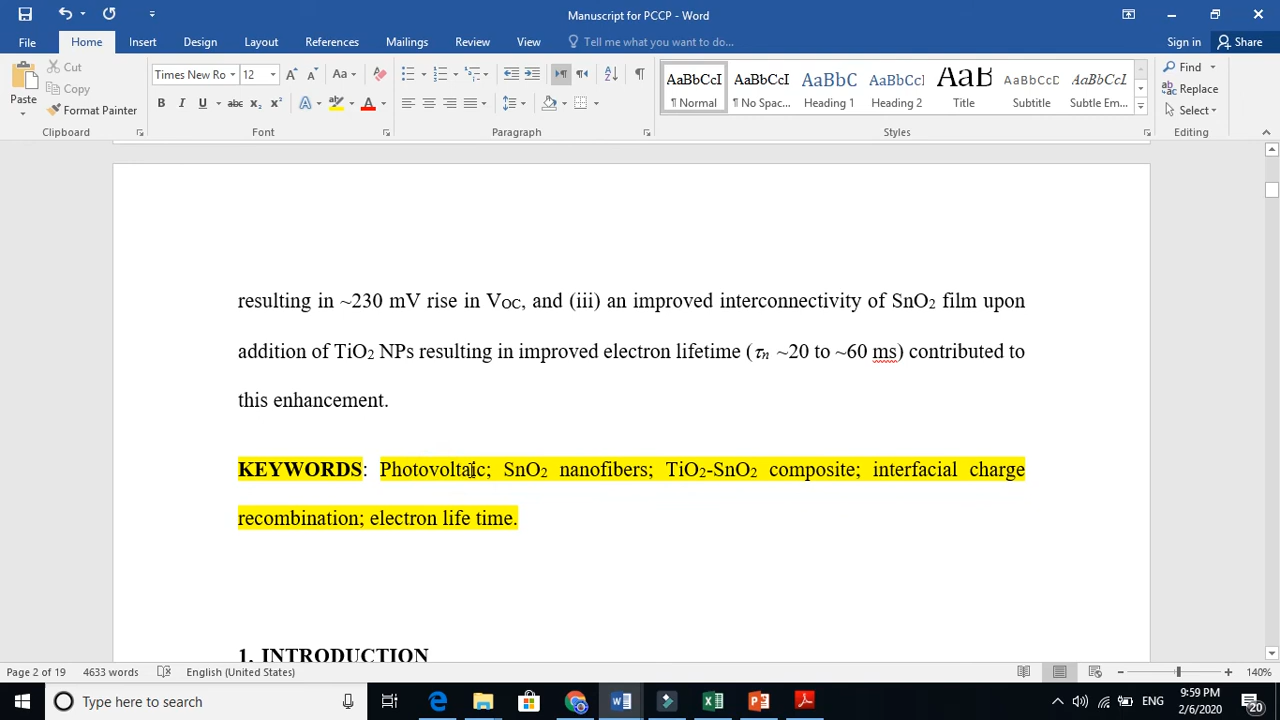 Manuscript for PCCP - Word
File Home Insert Design Layout References Mailings Review View Tell me what you want to do... Sign in Share
Cut
Copy
Format Painter
Paste
Times New Ro 12
Aa
B I U abc X₂ X² A A
AaBbCcI AaBbCcI AaBbC AaBbCcI AaB AaBbCcD AaBbCcI
¶ Normal ¶ No Spac... Heading 1 Heading 2 Title Subtitle Subtle Em...
Find
Replace
Select
Clipboard Font Paragraph Styles Editing
resulting in ~230 mV rise in VOC, and (iii) an improved interconnectivity of SnO₂ film upon
addition of TiO₂ NPs resulting in improved electron lifetime (τn ~20 to ~60 ms) contributed to
this enhancement.
KEYWORDS: Photovoltaic; SnO₂ nanofibers; TiO₂-SnO₂ composite; interfacial charge
recombination; electron life time.
1. INTRODUCTION
Page 2 of 19 4633 words English (United States) 140%
Type here to search ENG 9:59 PM
2/6/2020 20